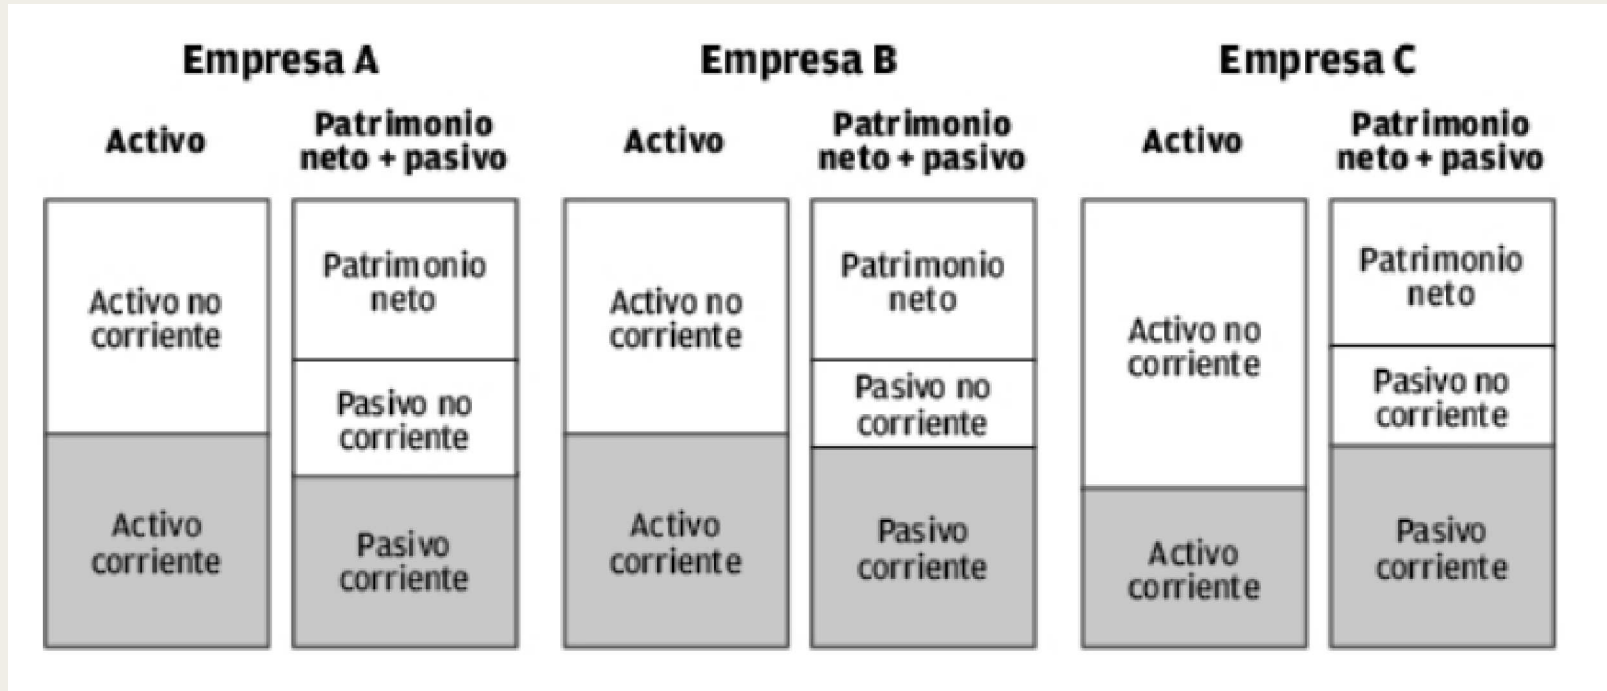 Empresa A
Activo
Patrimonio
neto + pasivo
Activo no
corriente
Activo
corriente
Patrimonio
neto
Pasivo no
corriente
Pasivo
corriente
Empresa B
Activo
Patrimonio
neto + pasivo
Activo no
corriente
Activo
corriente
Patrimonio
neto
Pasivo no
corriente
Pasivo
corriente
Empresa C
Activo
Patrimonio
neto + pasivo
Activo no
corriente
Activo
corriente
Patrimonio
neto
Pasivo no
corriente
Pasivo
corriente